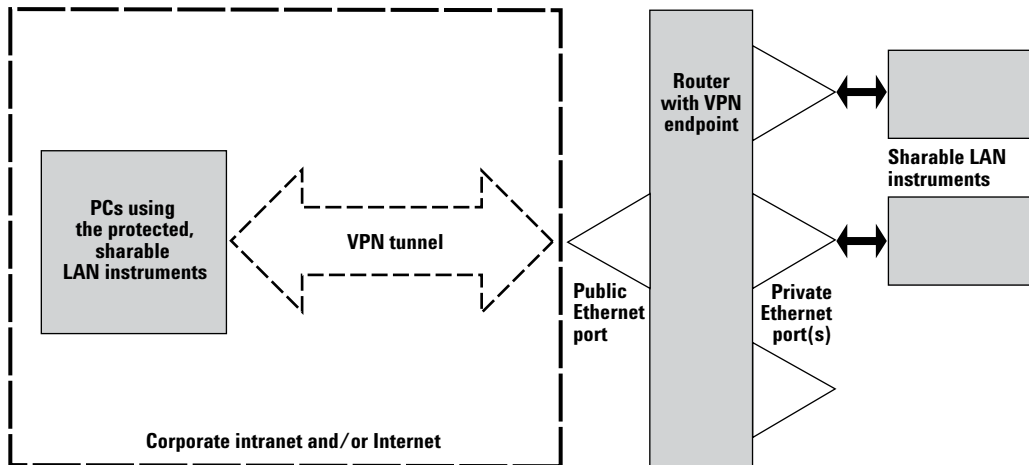 PCs using
the protected,
sharable
LAN instruments
VPN tunnel
Corporate intranet and/or Internet
Public
Ethernet
port
Router
with VPN
endpoint
Private
Ethernet
port(s)
Sharable LAN
instruments